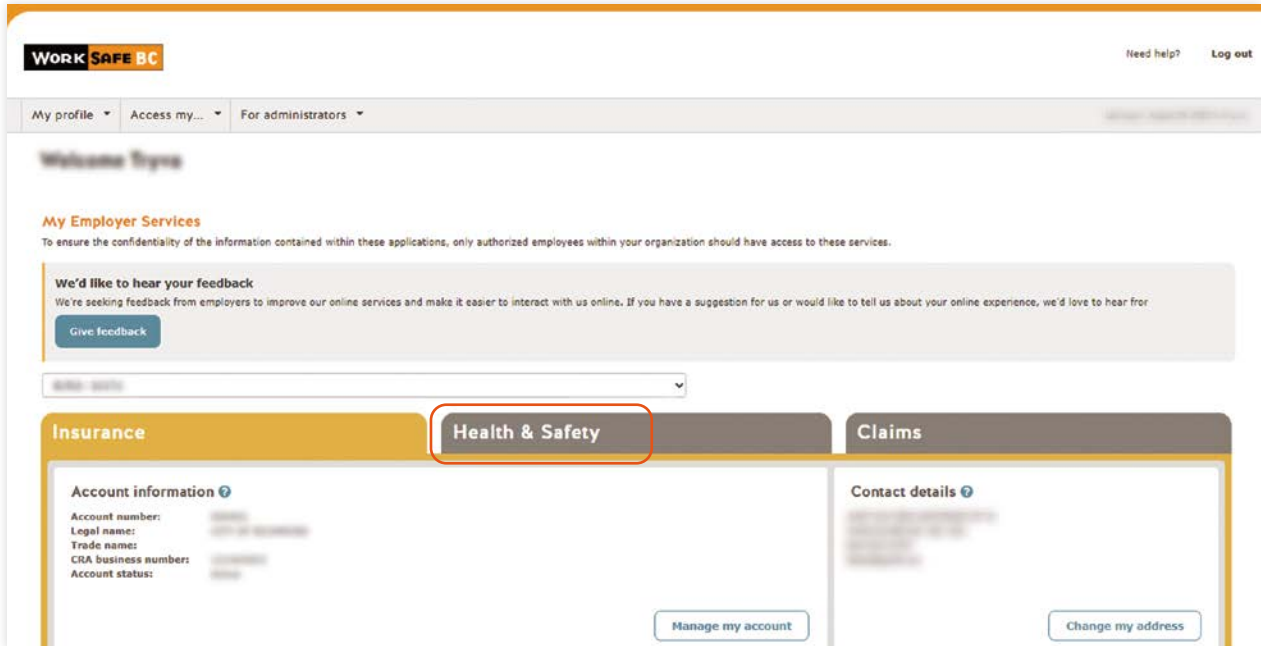 WORK SAFE BC
Need help? Log out
My profile Access my... For administrators
My Employer Services
To ensure the confidentiality of the information contained within these applications, only authorized employees within your organization should have access to these services.
We'd like to hear your feedback
We're seeking feedback from employers to improve our online services and make it easier to interact with us online. If you have a suggestion for us or would like to tell us about your online experience, we'd love to hear fror
Give feedback
Insurance Health & Safety Claims
Account information ?
Account number:
Legal name:
Trade name:
CRA business number:
Account status:
Manage my account
Contact details ?
Change my address